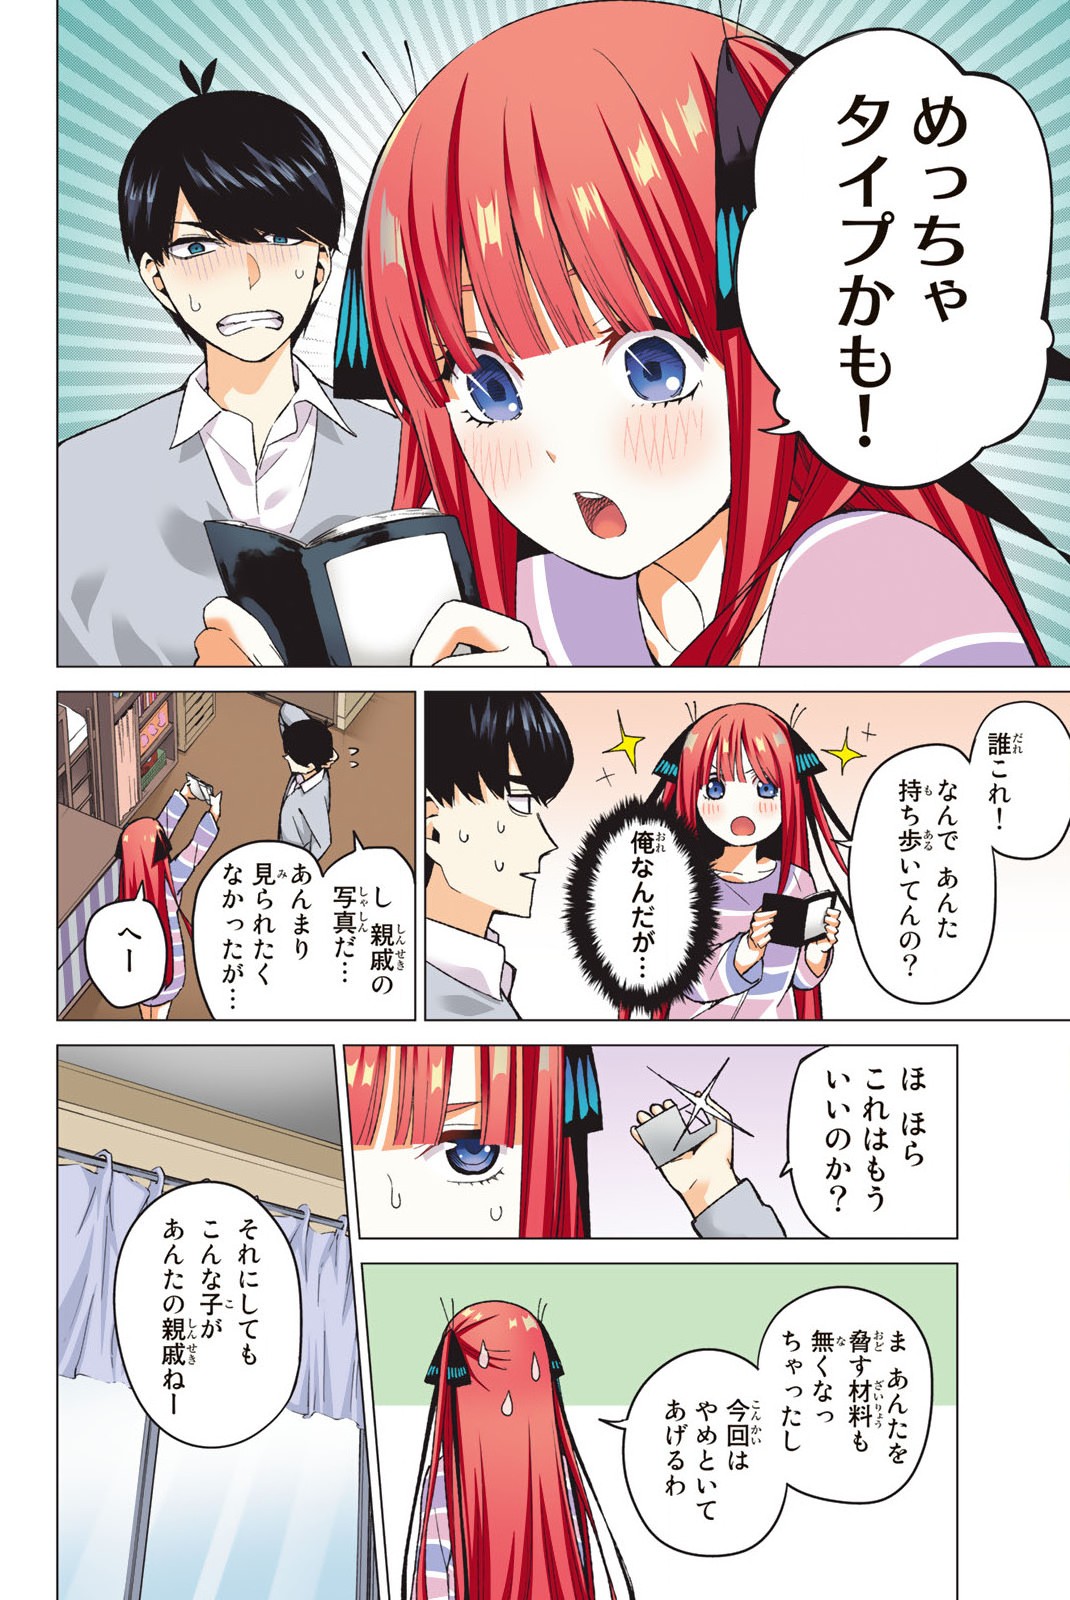 めっちゃ
タイプかも！
誰これ！
なんで あんた
持ち歩いてんの？
俺なんだが…
し 親戚の
写真だ…
あんまり
見られたく
なかったが…
へー
ほ ほら
これはもう
いいのか？
ま あんたを
脅す材料も
無くなっ
ちゃったし
今回は
やめといて
あげるわ
それにしても
こんな子が
あんたの親戚ねー